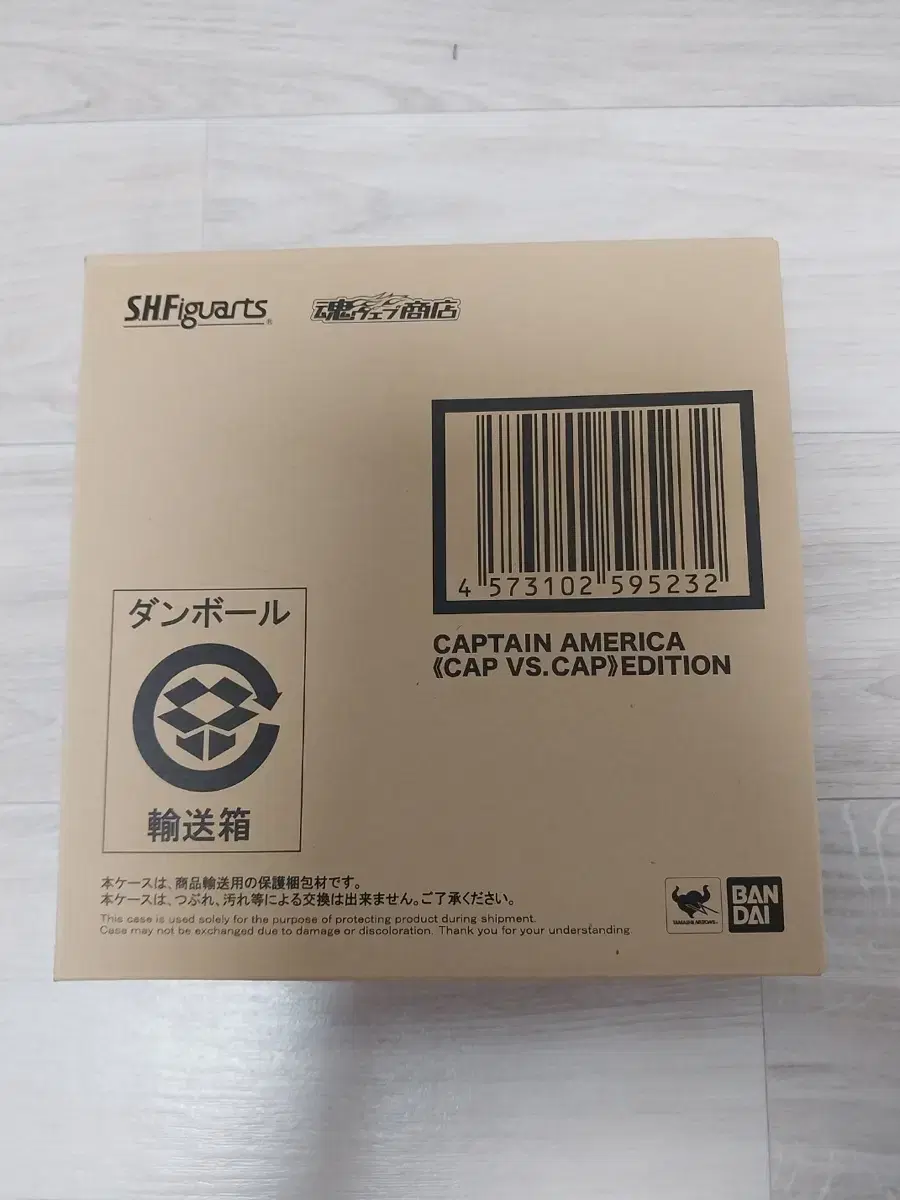 S.H.Figuarts
魂ウェブ商店
4 573102 595232
CAPTAIN AMERICA
《CAP VS. CAP》EDITION
ダンボール
輸送箱
本ケースは、商品輸送用の保護梱包材です。
本ケースは、つぶれ、汚れ等による交換は出来ません。ご了承ください。
This case is used solely for the purpose of protecting product during shipment.
Case may not be exchanged due to damage or discoloration. Thank you for your understanding.
TAMASHII NATIONS
BAN
DAI